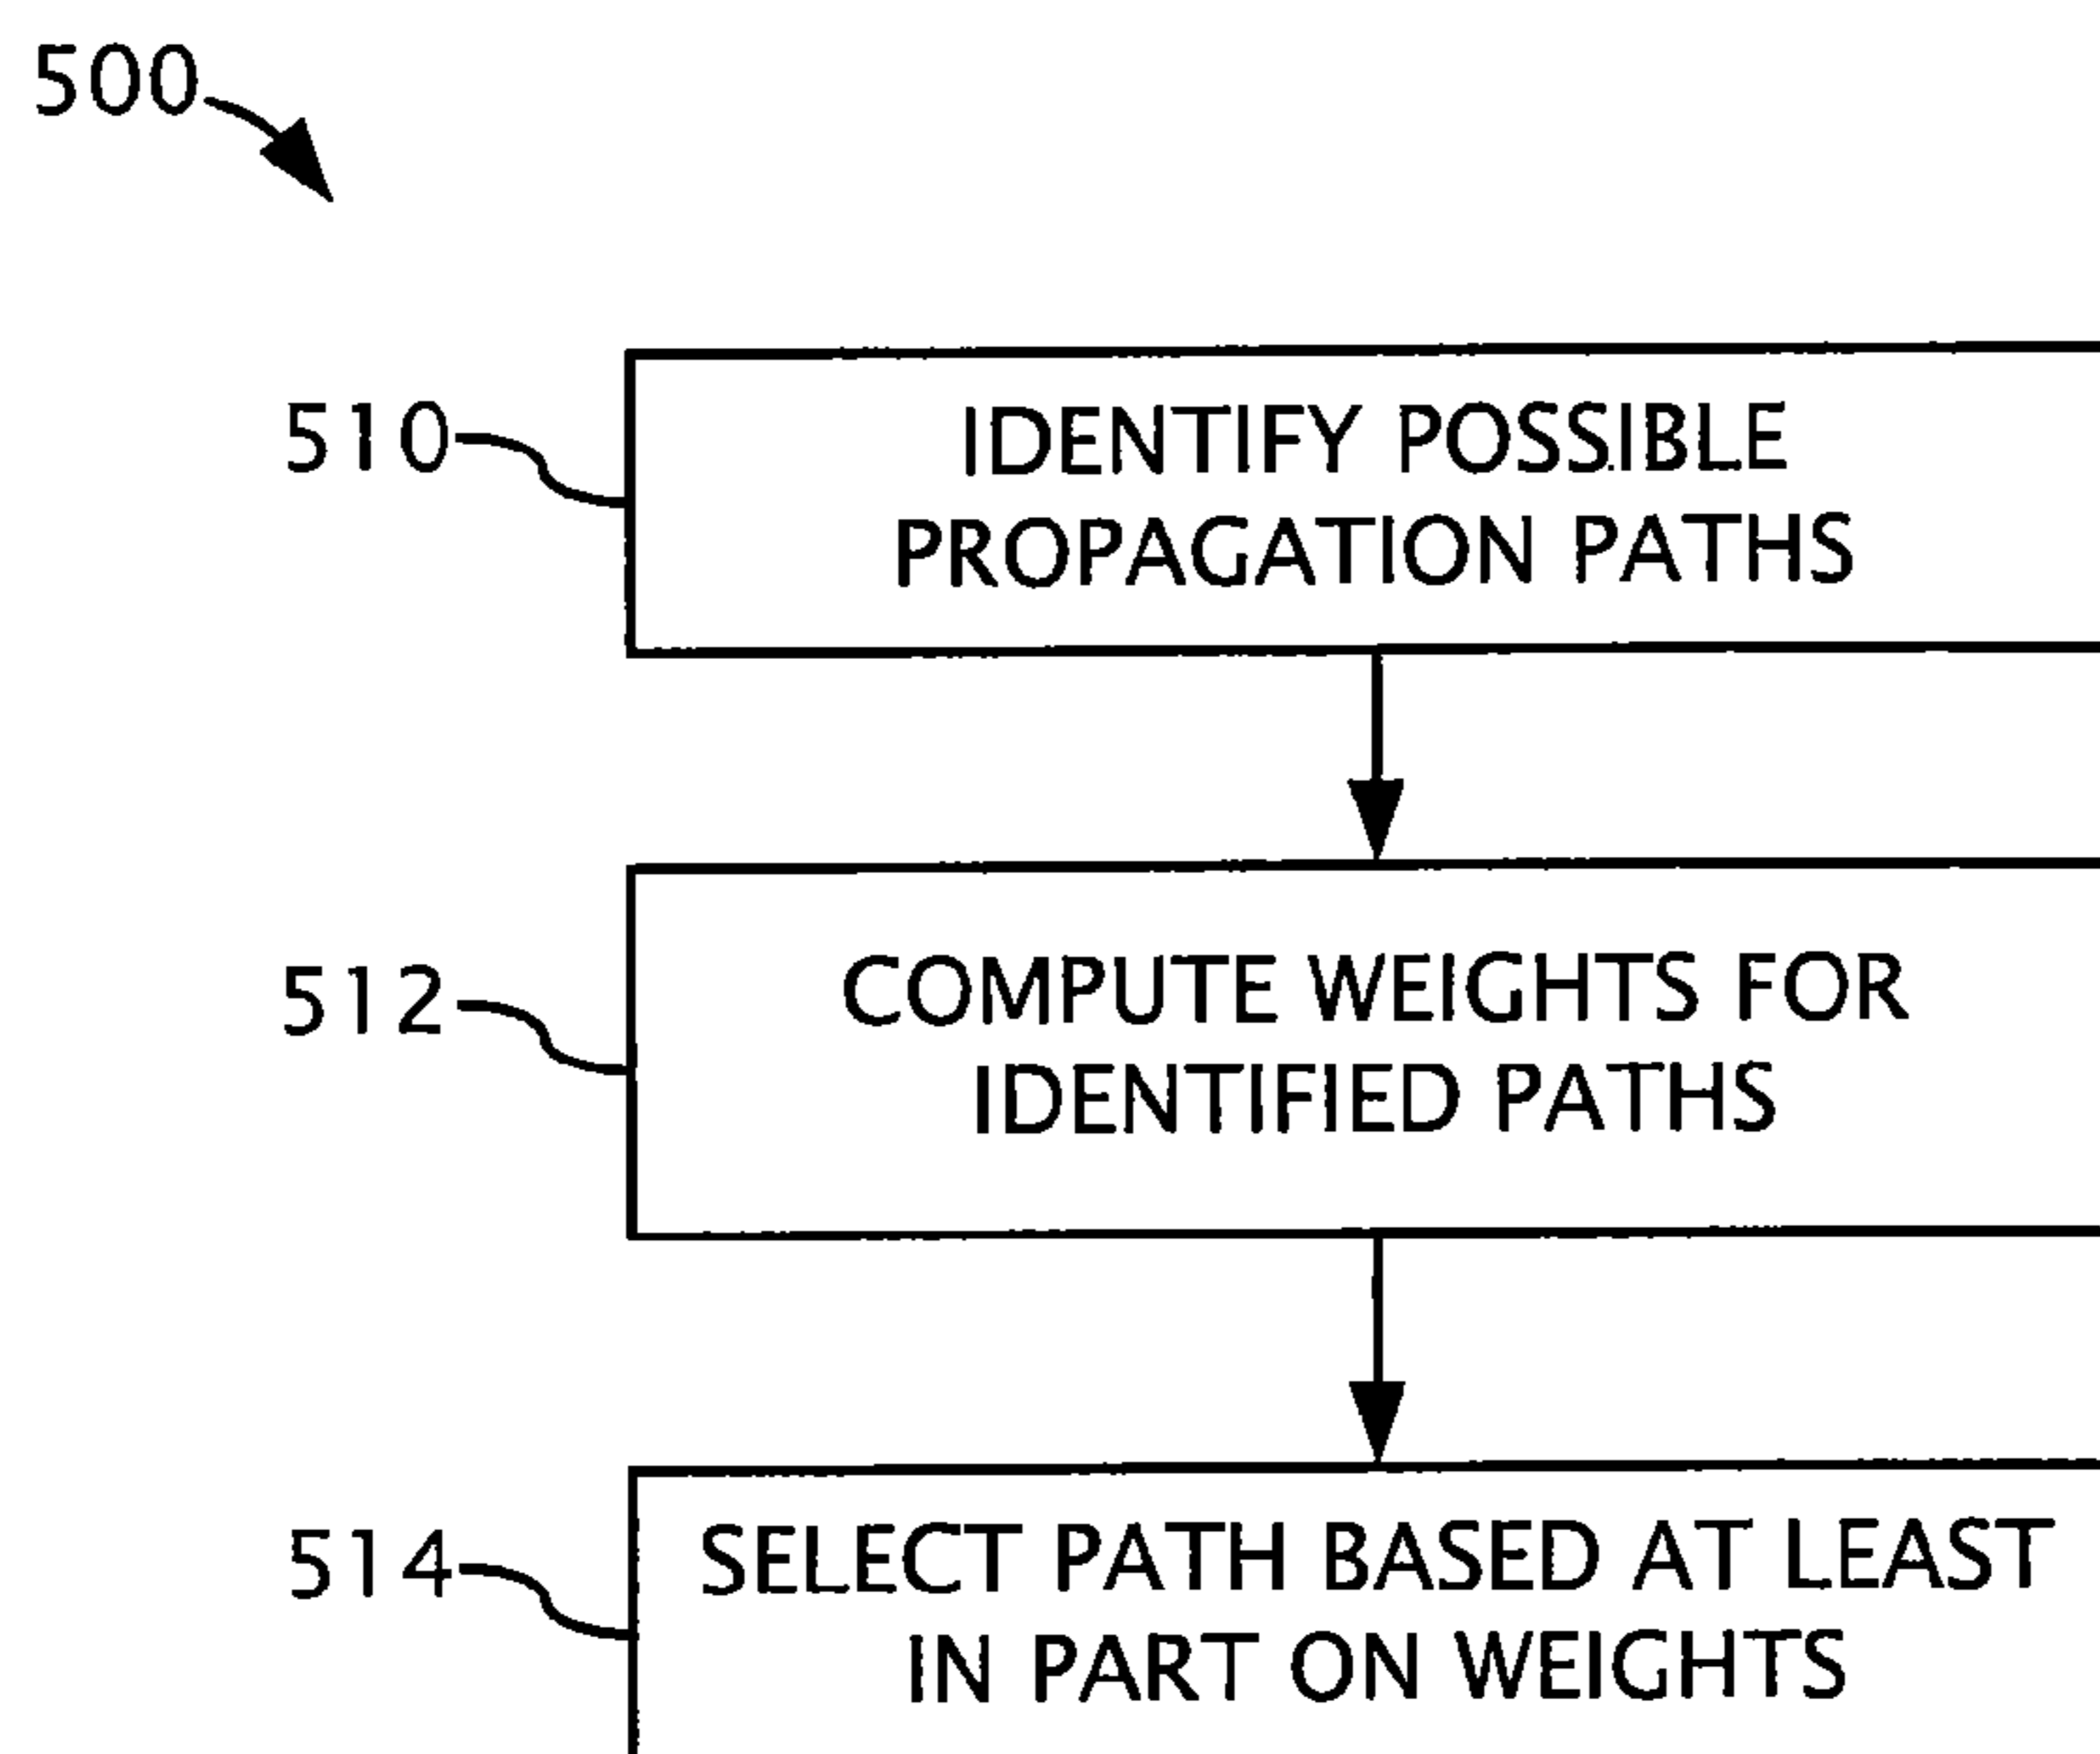 500
510
IDENTIFY POSSIBLE
PROPAGATION PATHS
512
COMPUTE WEIGHTS FOR
IDENTIFIED PATHS
514
SELECT PATH BASED AT LEAST
IN PART ON WEIGHTS